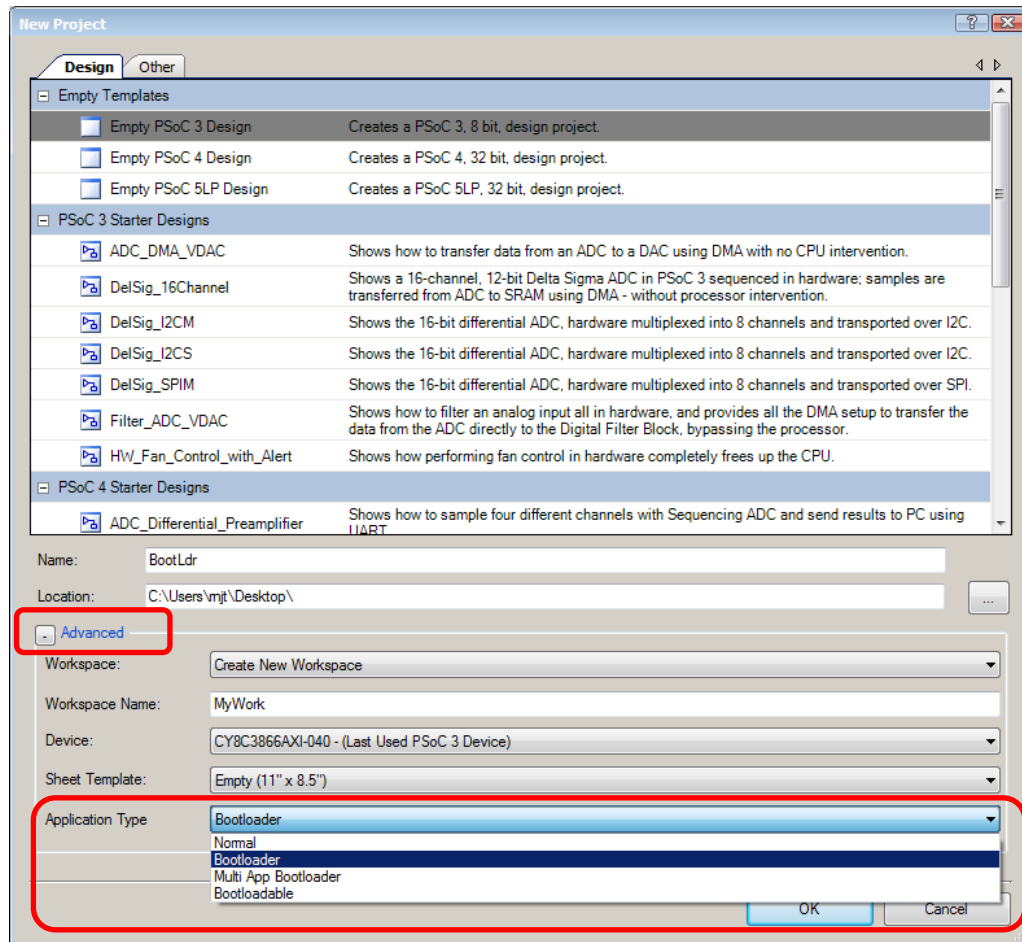 New Project
Design Other
Empty Templates
Empty PSoC 3 Design Creates a PSoC 3, 8 bit, design project.
Empty PSoC 4 Design Creates a PSoC 4, 32 bit, design project.
Empty PSoC 5LP Design Creates a PSoC 5LP, 32 bit, design project.
PSoC 3 Starter Designs
ADC_DMA_VDAC Shows how to transfer data from an ADC to a DAC using DMA with no CPU intervention.
DelSig_16Channel Shows a 16-channel, 12-bit Delta Sigma ADC in PSoC 3 sequenced in hardware; samples are
transferred from ADC to SRAM using DMA - without processor intervention.
DelSig_I2CM Shows the 16-bit differential ADC, hardware multiplexed into 8 channels and transported over I2C.
DelSig_I2CS Shows the 16-bit differential ADC, hardware multiplexed into 8 channels and transported over I2C.
DelSig_SPIM Shows the 16-bit differential ADC, hardware multiplexed into 8 channels and transported over SPI.
Filter_ADC_VDAC Shows how to filter an analog input all in hardware, and provides all the DMA setup to transfer the
data from the ADC directly to the Digital Filter Block, bypassing the processor.
HW_Fan_Control_with_Alert Shows how performing fan control in hardware completely frees up the CPU.
PSoC 4 Starter Designs
ADC_Differential_Preamplifier Shows how to sample four different channels with Sequencing ADC and send results to PC using
UART
Name: BootLdr
Location: C:\Users\mjt\Desktop\ ...
- Advanced
Workspace: Create New Workspace
Workspace Name: MyWork
Device: CY8C3866AXI-040 - (Last Used PSoC 3 Device)
Sheet Template: Empty (11" x 8.5")
Application Type Bootloader
Normal
Bootloader
Multi App Bootloader
Bootloadable
OK Cancel